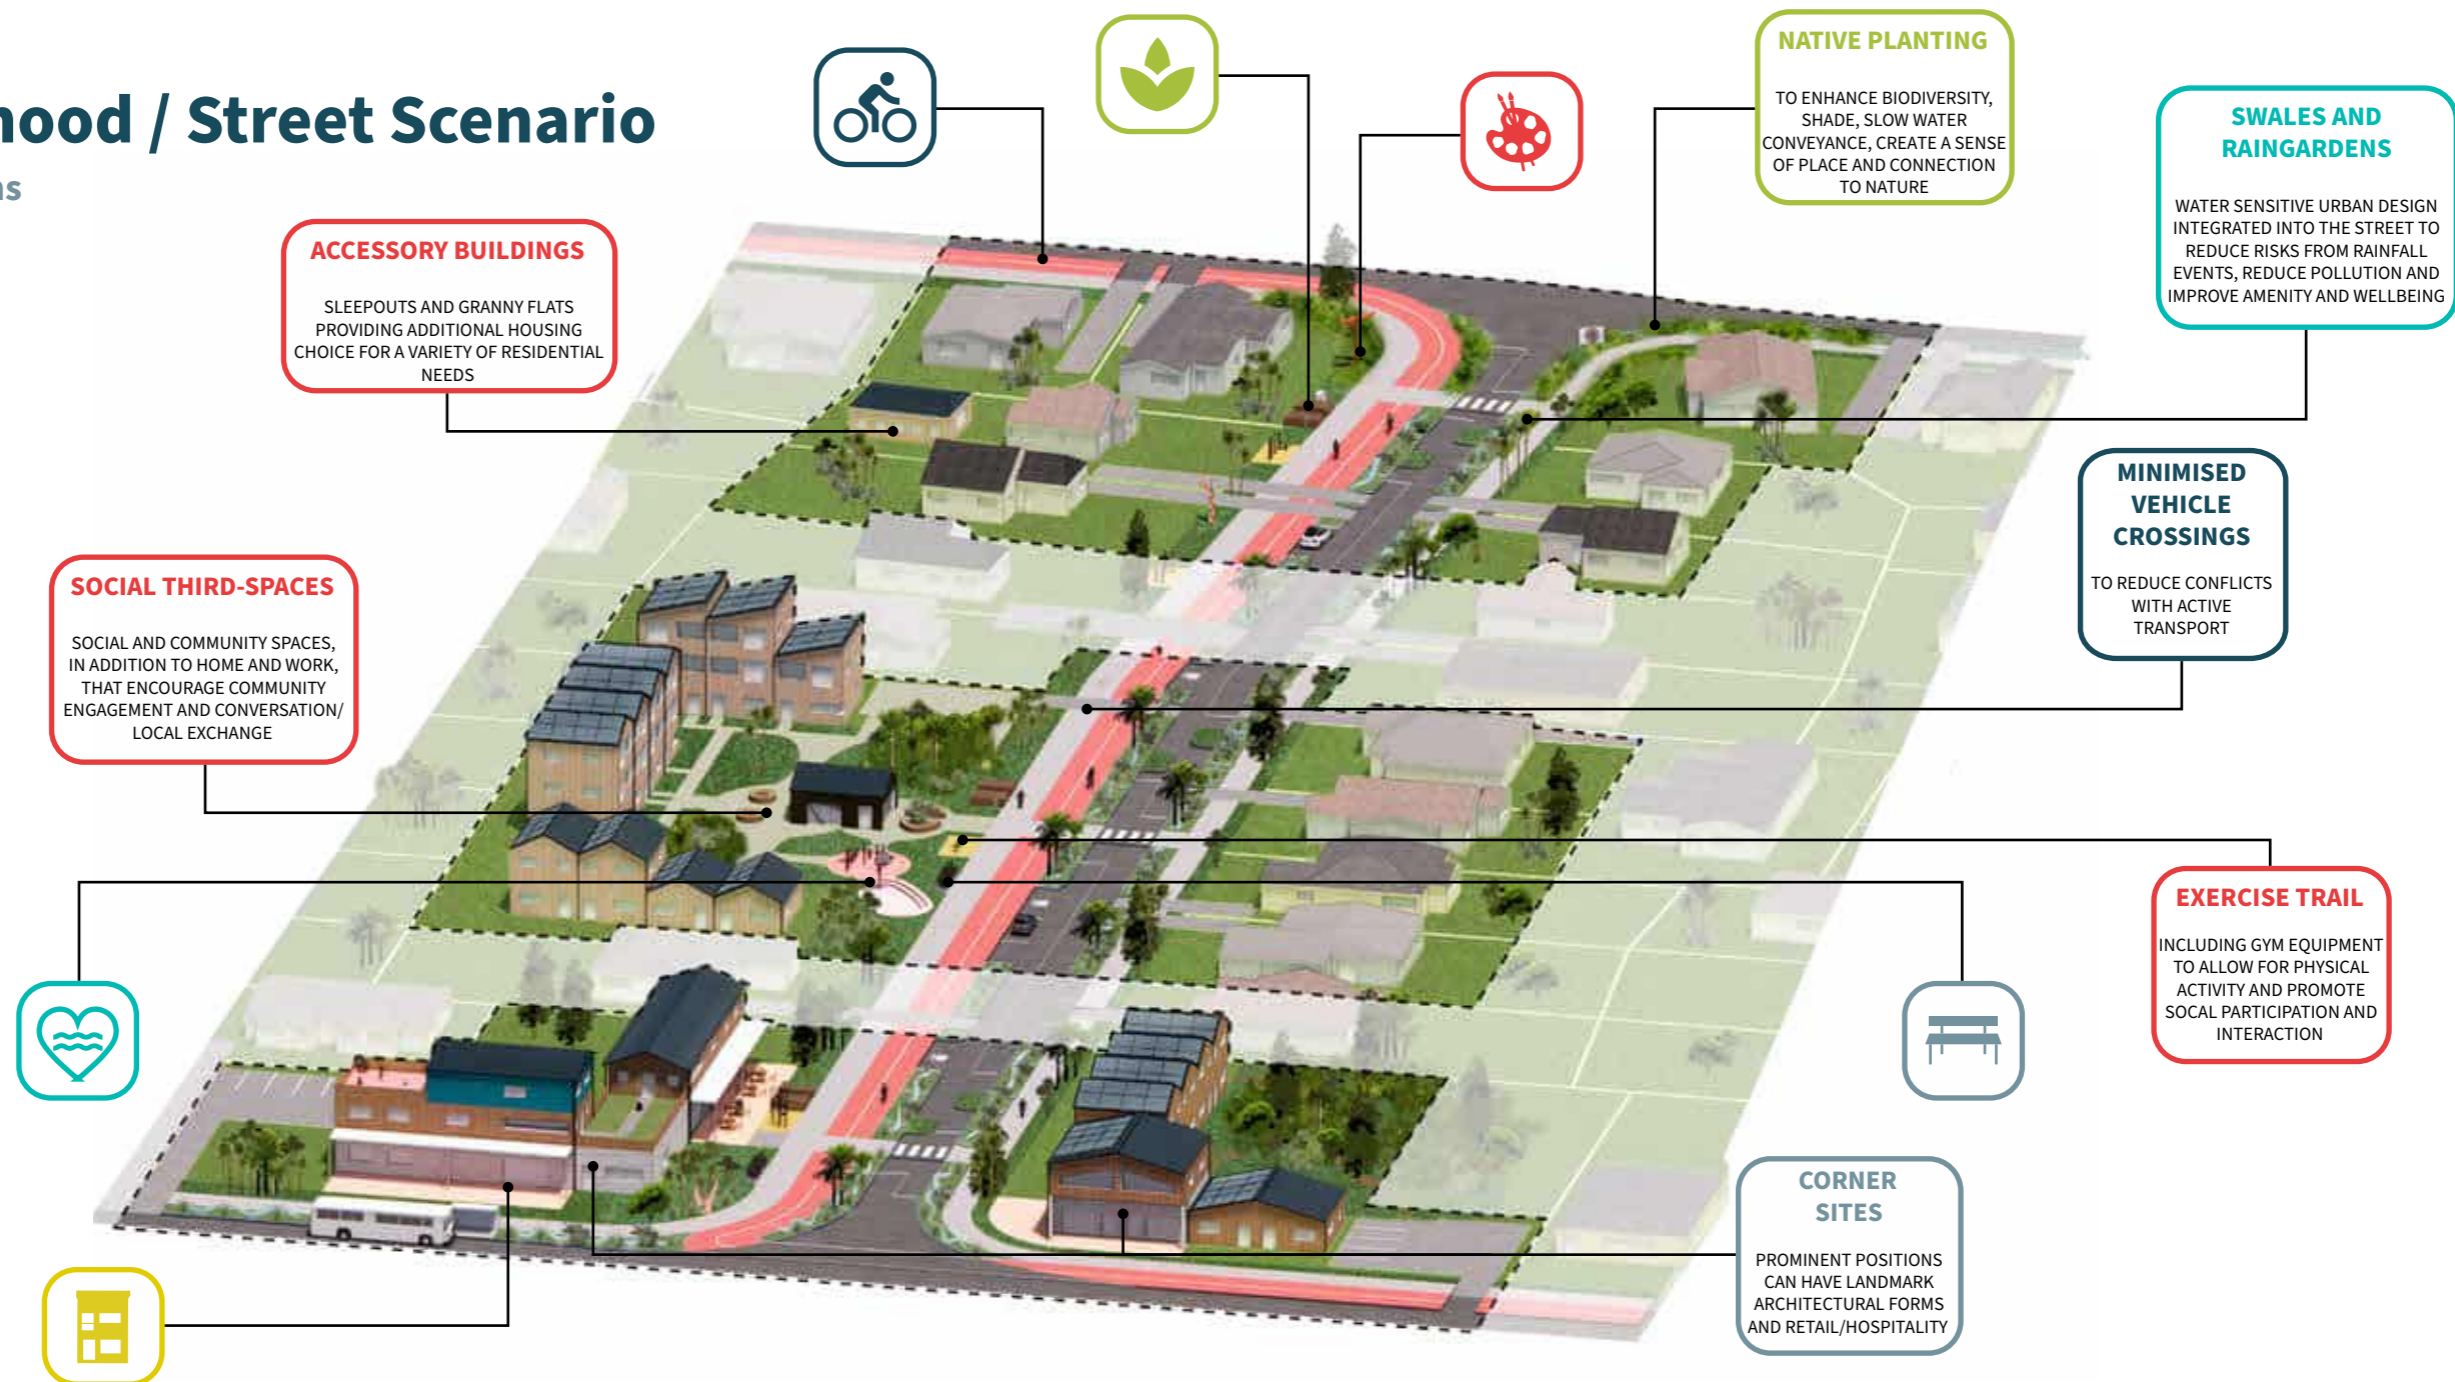 hood / Street Scenario
ns
NATIVE PLANTING
TO ENHANCE BIODIVERSITY,
SHADE, SLOW WATER
CONVEYANCE, CREATE A SENSE
OF PLACE AND CONNECTION
TO NATURE
SWALES AND
RAINGARDENS
WATER SENSITIVE URBAN DESIGN
INTEGRATED INTO THE STREET TO
REDUCE RISKS FROM RAINFALL
EVENTS, REDUCE POLLUTION AND
IMPROVE AMENITY AND WELLBEING
ACCESSORY BUILDINGS
SLEEPOUTS AND GRANNY FLATS
PROVIDING ADDITIONAL HOUSING
CHOICE FOR A VARIETY OF RESIDENTIAL
NEEDS
MINIMISED
VEHICLE
CROSSINGS
TO REDUCE CONFLICTS
WITH ACTIVE
TRANSPORT
SOCIAL THIRD-SPACES
SOCIAL AND COMMUNITY SPACES,
IN ADDITION TO HOME AND WORK,
THAT ENCOURAGE COMMUNITY
ENGAGEMENT AND CONVERSATION/
LOCAL EXCHANGE
EXERCISE TRAIL
INCLUDING GYM EQUIPMENT
TO ALLOW FOR PHYSICAL
ACTIVITY AND PROMOTE
SOCAL PARTICIPATION AND
INTERACTION
CORNER
SITES
PROMINENT POSITIONS
CAN HAVE LANDMARK
ARCHITECTURAL FORMS
AND RETAIL/HOSPITALITY